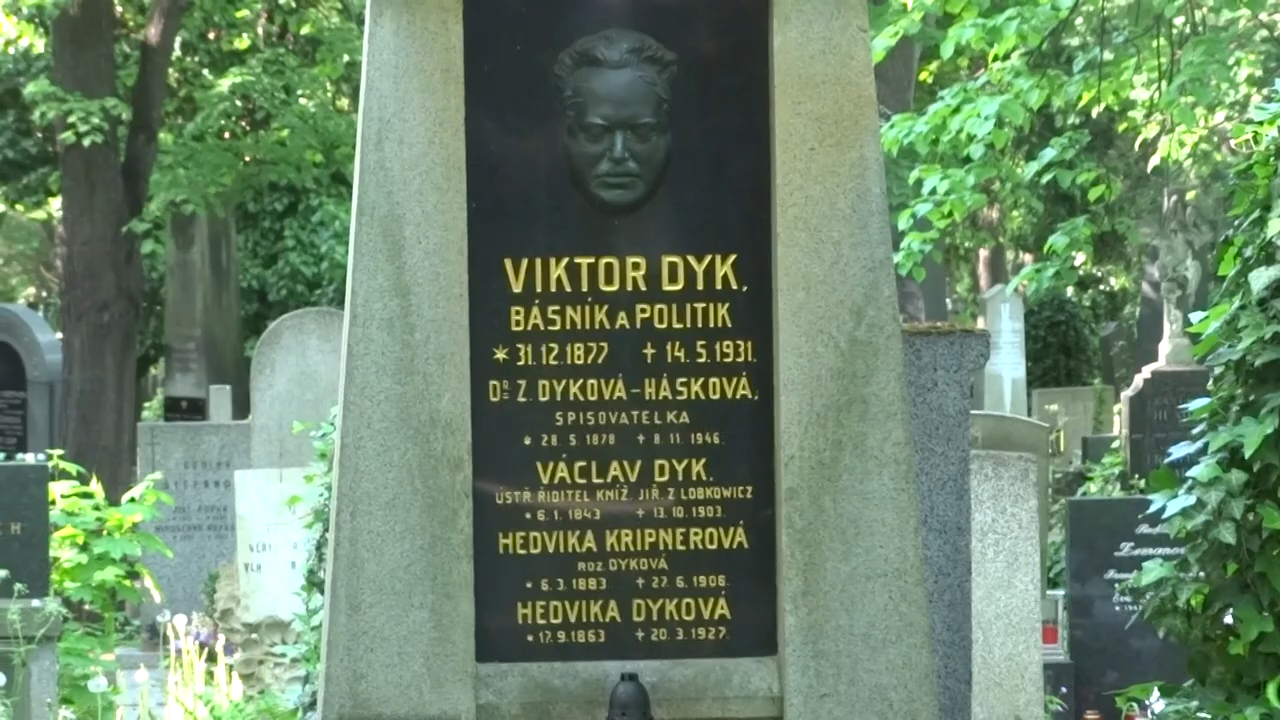 VIKTOR DYK,
BÁSNÍK A POLITIK
* 31.12.1877 ✝ 14.5.1931.
DR Z. DYKOVÁ-HÁSKOVÁ,
SPISOVATELKA
* 28.5.1878 ✝ 8.11.1946.
VÁCLAV DYK.
ÚSTŘ. ŘIDITEL KNÍŽ. JIŘ. Z LOBKOWICZ
* 6.1.1843 ✝ 13.10.1903.
HEDVIKA KRIPNEROVÁ
ROZ. DYKOVÁ
* 6.3.1883 ✝ 27.6.1906.
HEDVIKA DYKOVÁ
* 17.9.1863 ✝ 20.3.1927.